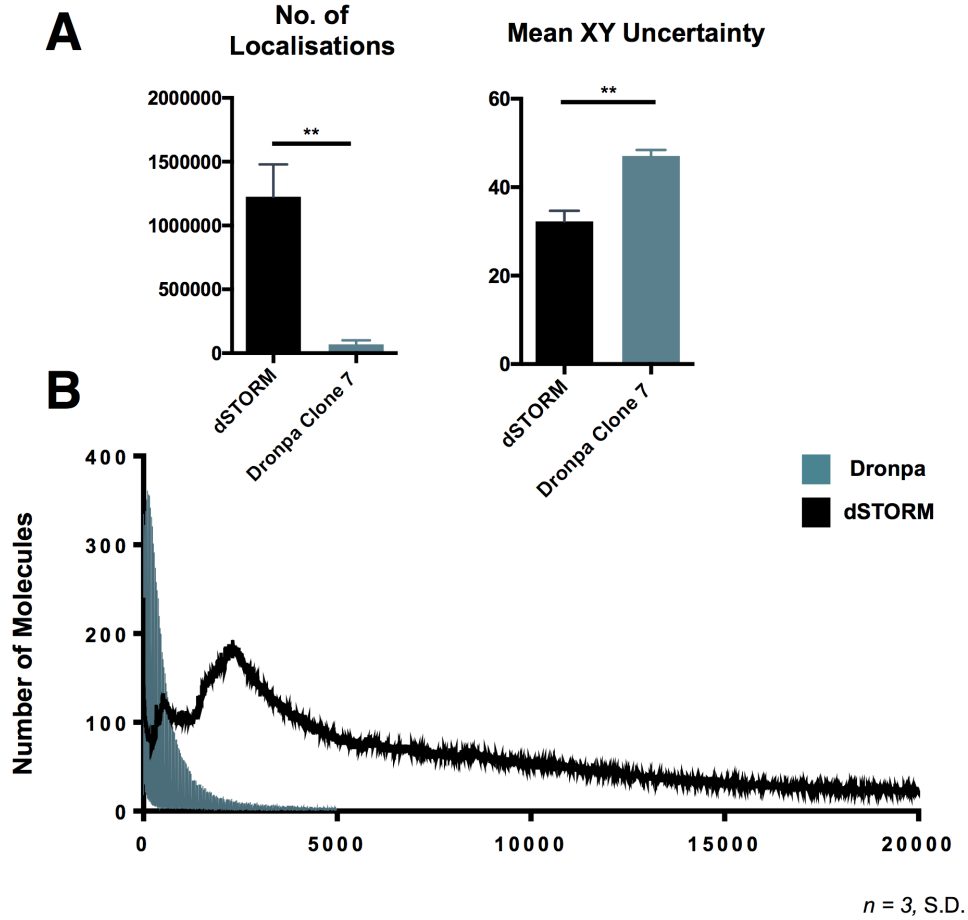 A
No. of
Localisations
Mean XY Uncertainty
2000000
1500000
1000000
500000
0
**
dSTORM
Dronpa Clone 7
60
40
20
0
**
dSTORM
Dronpa Clone 7
B
Number of Molecules
400
300
200
100
0
0 5000 10000 15000 20000
Dronpa
dSTORM
n = 3, S.D.